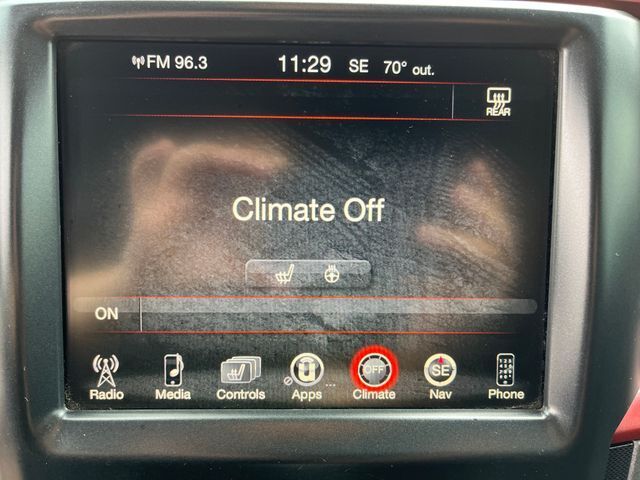 FM 96.3 11:29 SE 70° out.
REAR
Climate Off
ON
OFF SE
Radio Media Controls Apps ... Climate Nav Phone